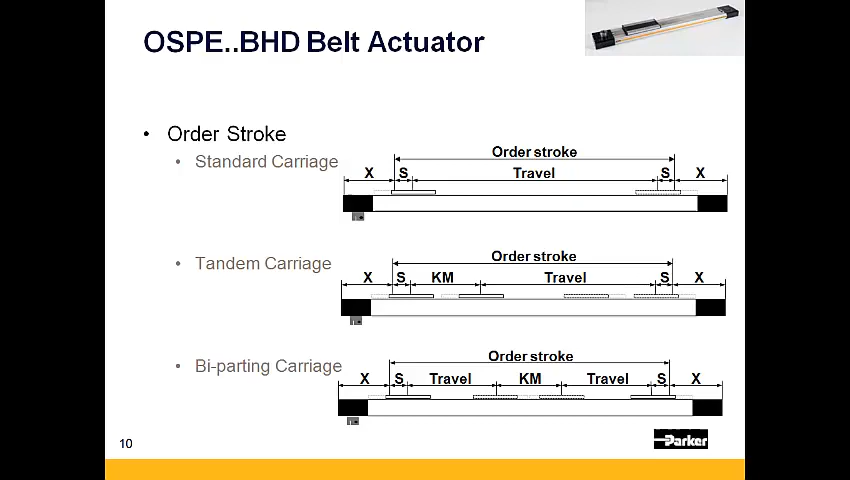 OSPE..BHD Belt Actuator
• Order Stroke
• Standard Carriage
Order stroke
X S Travel S X
• Tandem Carriage
Order stroke
X S KM Travel S X
• Bi-parting Carriage
Order stroke
X S Travel KM Travel S X
10
Parker